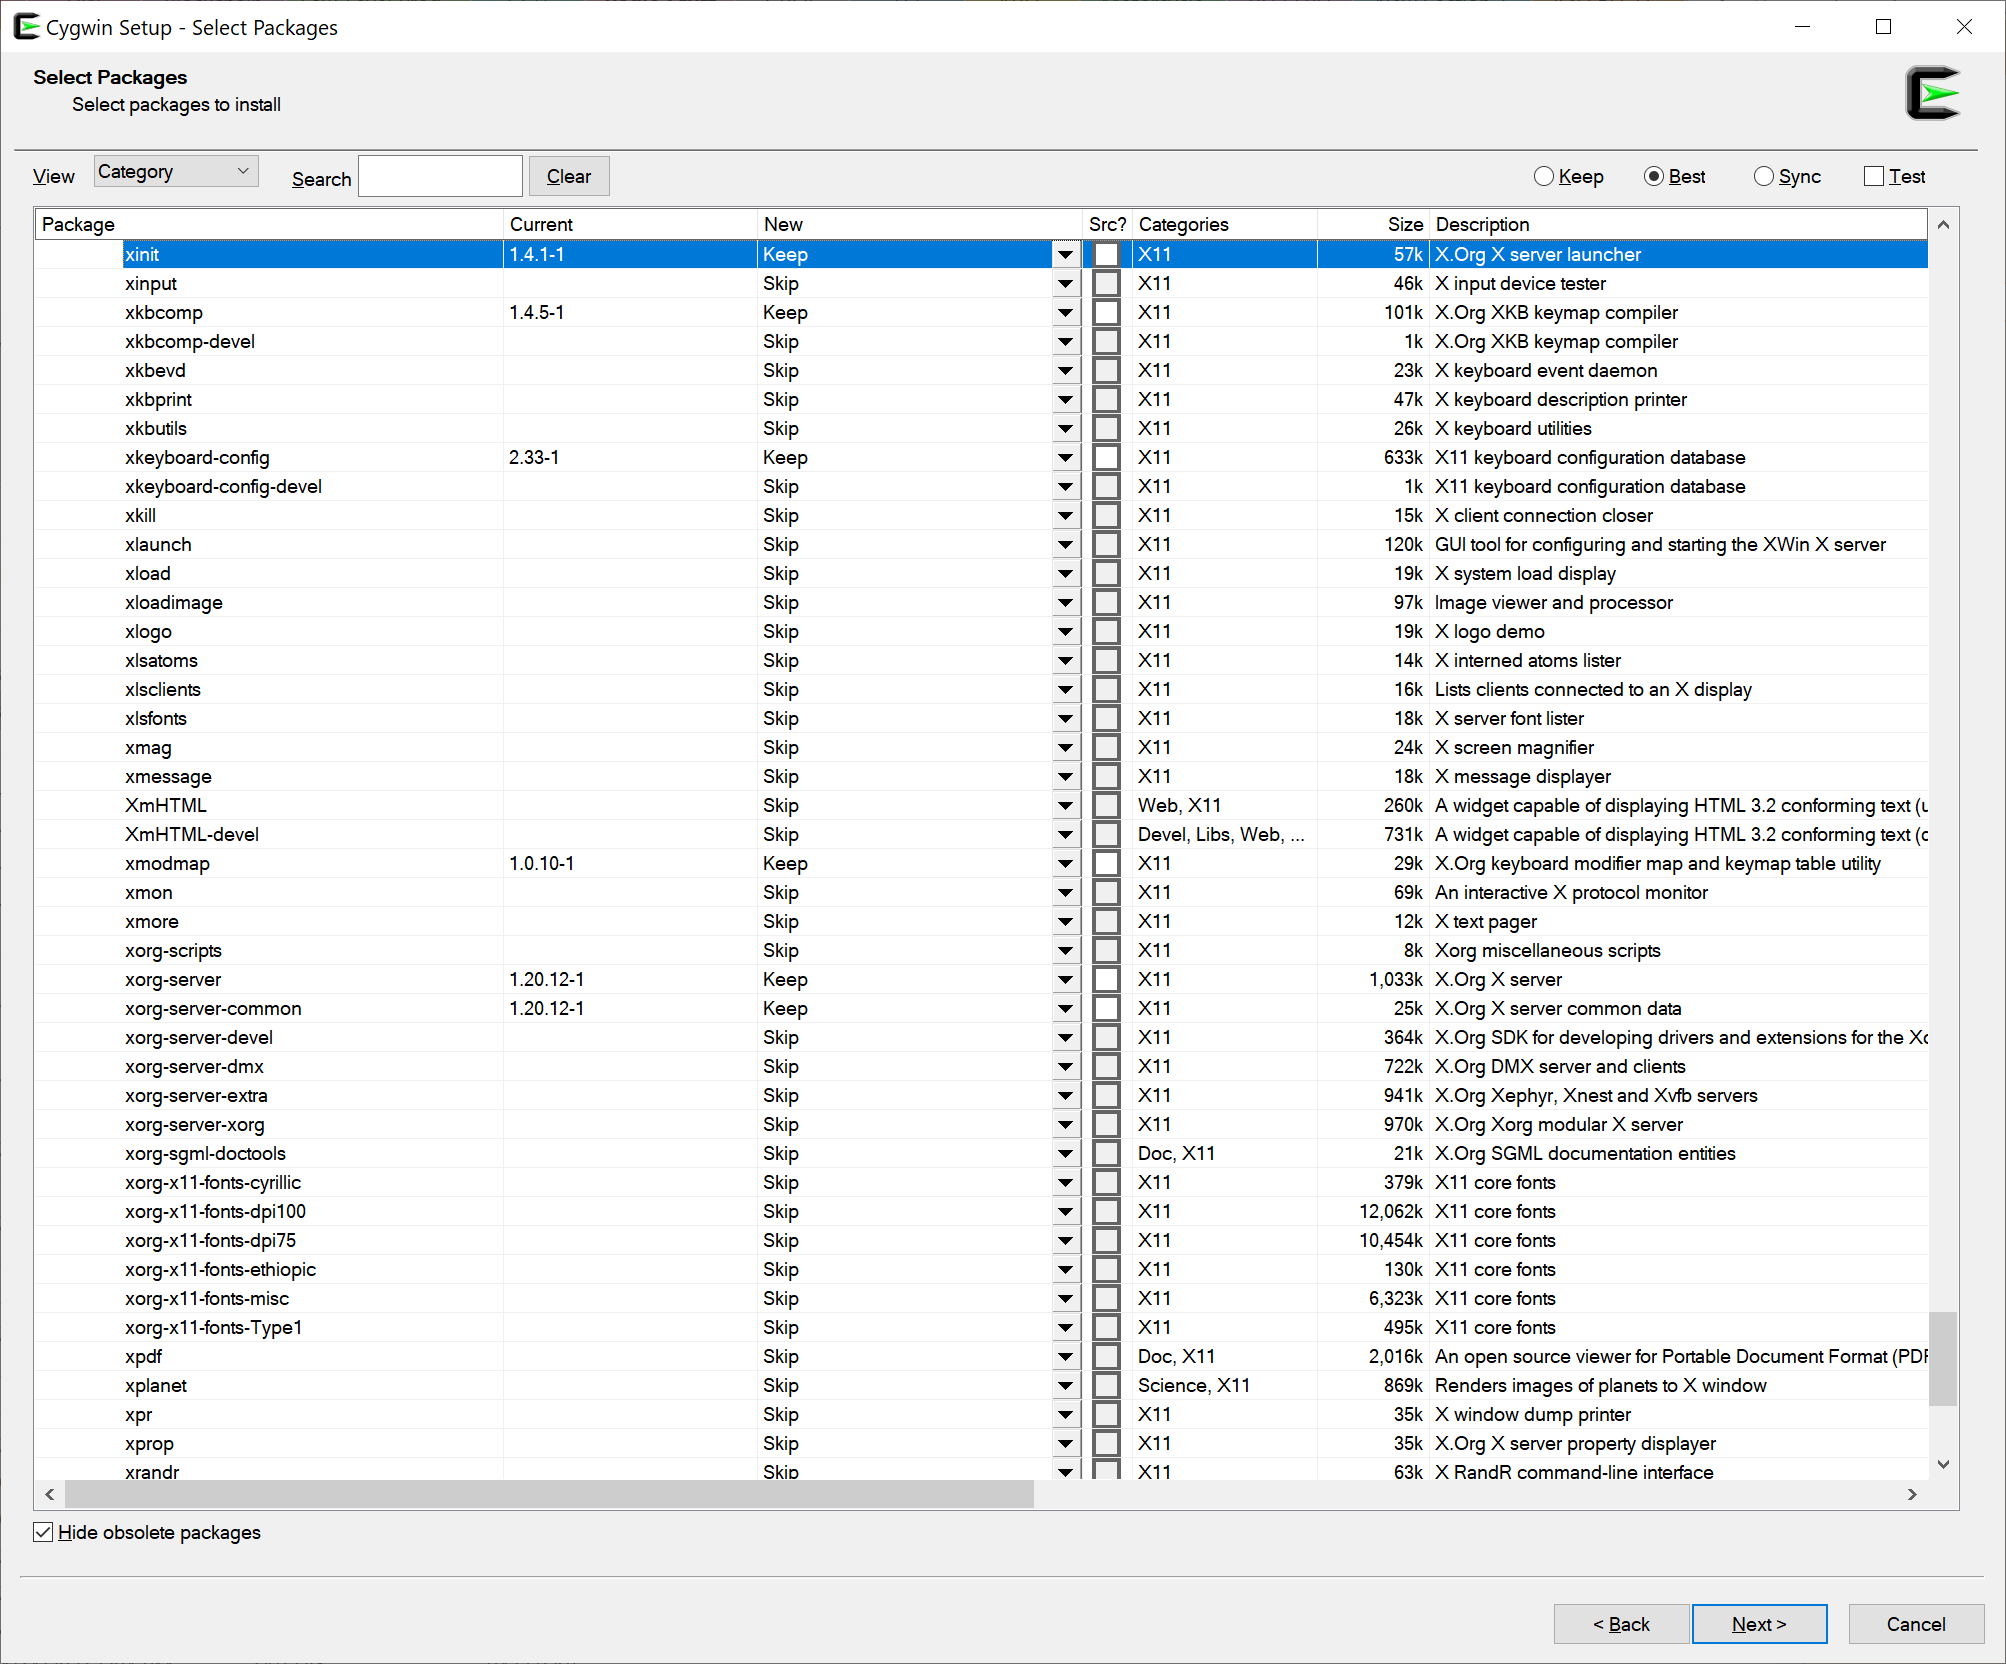 Cygwin Setup - Select Packages
Select Packages
Select packages to install
View Category Search Clear Keep Best Sync Test
Package Current New Src? Categories Size Description
xinit 1.4.1-1 Keep X11 57k X.Org X server launcher
xinput Skip X11 46k X input device tester
xkbcomp 1.4.5-1 Keep X11 101k X.Org XKB keymap compiler
xkbcomp-devel Skip X11 1k X.Org XKB keymap compiler
xkbevd Skip X11 23k X keyboard event daemon
xkbprint Skip X11 47k X keyboard description printer
xkbutils Skip X11 26k X keyboard utilities
xkeyboard-config 2.33-1 Keep X11 633k X11 keyboard configuration database
xkeyboard-config-devel Skip X11 1k X11 keyboard configuration database
xkill Skip X11 15k X client connection closer
xlaunch Skip X11 120k GUI tool for configuring and starting the XWin X server
xload Skip X11 19k X system load display
xloadimage Skip X11 97k Image viewer and processor
xlogo Skip X11 19k X logo demo
xlsatoms Skip X11 14k X interned atoms lister
xlsclients Skip X11 16k Lists clients connected to an X display
xlsfonts Skip X11 18k X server font lister
xmag Skip X11 24k X screen magnifier
xmessage Skip X11 18k X message displayer
XmHTML Skip Web, X11 260k A widget capable of displaying HTML 3.2 conforming text (u
XmHTML-devel Skip Devel, Libs, Web, ... 731k A widget capable of displaying HTML 3.2 conforming text (c
xmodmap 1.0.10-1 Keep X11 29k X.Org keyboard modifier map and keymap table utility
xmon Skip X11 69k An interactive X protocol monitor
xmore Skip X11 12k X text pager
xorg-scripts Skip X11 8k Xorg miscellaneous scripts
xorg-server 1.20.12-1 Keep X11 1,033k X.Org X server
xorg-server-common 1.20.12-1 Keep X11 25k X.Org X server common data
xorg-server-devel Skip X11 364k X.Org SDK for developing drivers and extensions for the Xo
xorg-server-dmx Skip X11 722k X.Org DMX server and clients
xorg-server-extra Skip X11 941k X.Org Xephyr, Xnest and Xvfb servers
xorg-server-xorg Skip X11 970k X.Org Xorg modular X server
xorg-sgml-doctools Skip Doc, X11 21k X.Org SGML documentation entities
xorg-x11-fonts-cyrillic Skip X11 379k X11 core fonts
xorg-x11-fonts-dpi100 Skip X11 12,062k X11 core fonts
xorg-x11-fonts-dpi75 Skip X11 10,454k X11 core fonts
xorg-x11-fonts-ethiopic Skip X11 130k X11 core fonts
xorg-x11-fonts-misc Skip X11 6,323k X11 core fonts
xorg-x11-fonts-Type1 Skip X11 495k X11 core fonts
xpdf Skip Doc, X11 2,016k An open source viewer for Portable Document Format (PDF
xplanet Skip Science, X11 869k Renders images of planets to X window
xpr Skip X11 35k X window dump printer
xprop Skip X11 35k X.Org X server property displayer
xrandr Skip X11 63k X RandR command-line interface
Hide obsolete packages
< Back Next > Cancel